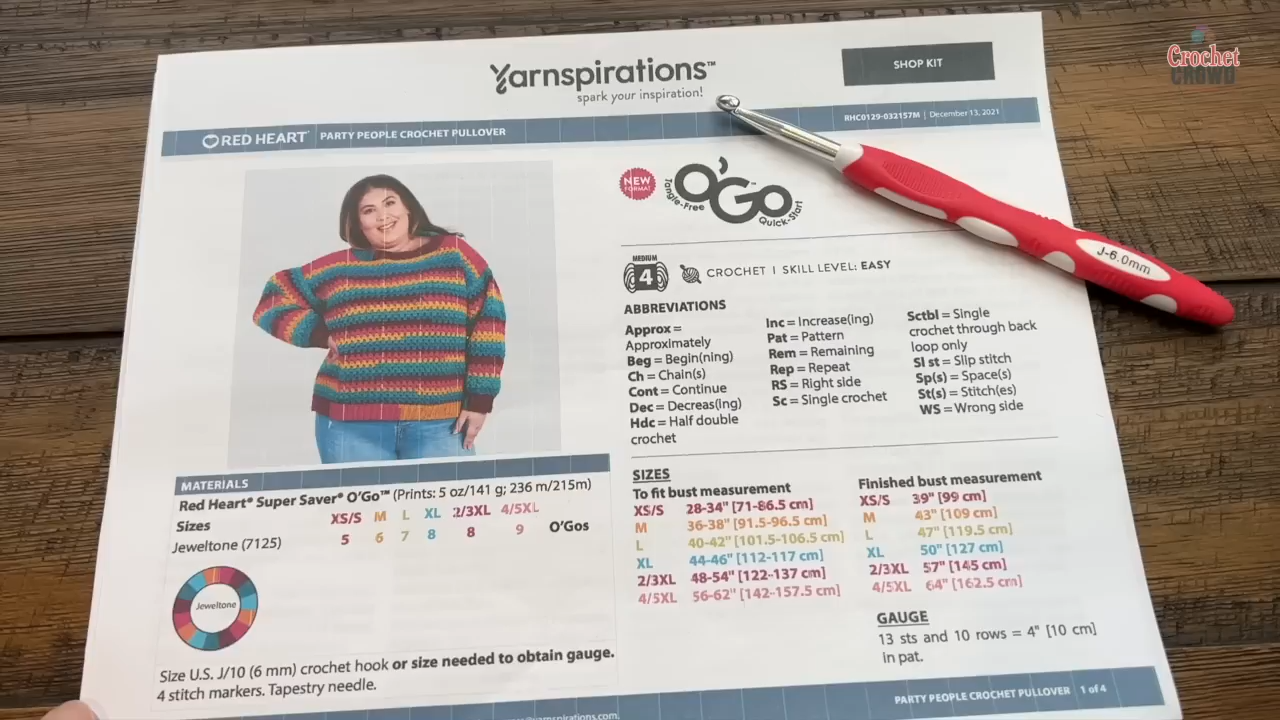 Crochet
CROWD
Yarnspirations™
spark your inspiration!
SHOP KIT
RED HEART® PARTY PEOPLE CROCHET PULLOVER
RHC0129-032157M | December 13, 2021
NEW
FORMAT
O'Go™
Tangle-Free
Quick-Start
J-6.0mm
MEDIUM
4
CROCHET | SKILL LEVEL: EASY
ABBREVIATIONS
Approx =
Approximately
Beg = Begin(ning)
Ch = Chain(s)
Cont = Continue
Dec = Decreas(ing)
Hdc = Half double
crochet
Inc = Increase(ing)
Pat = Pattern
Rem = Remaining
Rep = Repeat
RS = Right side
Sc = Single crochet
Sctbl = Single
crochet through back
loop only
Sl st = Slip stitch
Sp(s) = Space(s)
St(s) = Stitch(es)
WS = Wrong side
MATERIALS
Red Heart® Super Saver® O'Go™ (Prints: 5 oz/141 g; 236 m/215m)
Sizes XS/S M L XL 2/3XL 4/5XL
Jeweltone (7125) 5 6 7 8 8 9 O'Gos
Jeweltone
Size U.S. J/10 (6 mm) crochet hook or size needed to obtain gauge.
4 stitch markers. Tapestry needle.
SIZES
To fit bust measurement
XS/S 28-34" [71-86.5 cm]
M 36-38" [91.5-96.5 cm]
L 40-42" [101.5-106.5 cm]
XL 44-46" [112-117 cm]
2/3XL 48-54" [122-137 cm]
4/5XL 56-62" [142-157.5 cm]
Finished bust measurement
XS/S 39" [99 cm]
M 43" [109 cm]
L 47" [119.5 cm]
XL 50" [127 cm]
2/3XL 57" [145 cm]
4/5XL 64" [162.5 cm]
GAUGE
13 sts and 10 rows = 4" [10 cm]
in pat.
PARTY PEOPLE CROCHET PULLOVER | 1 of 4